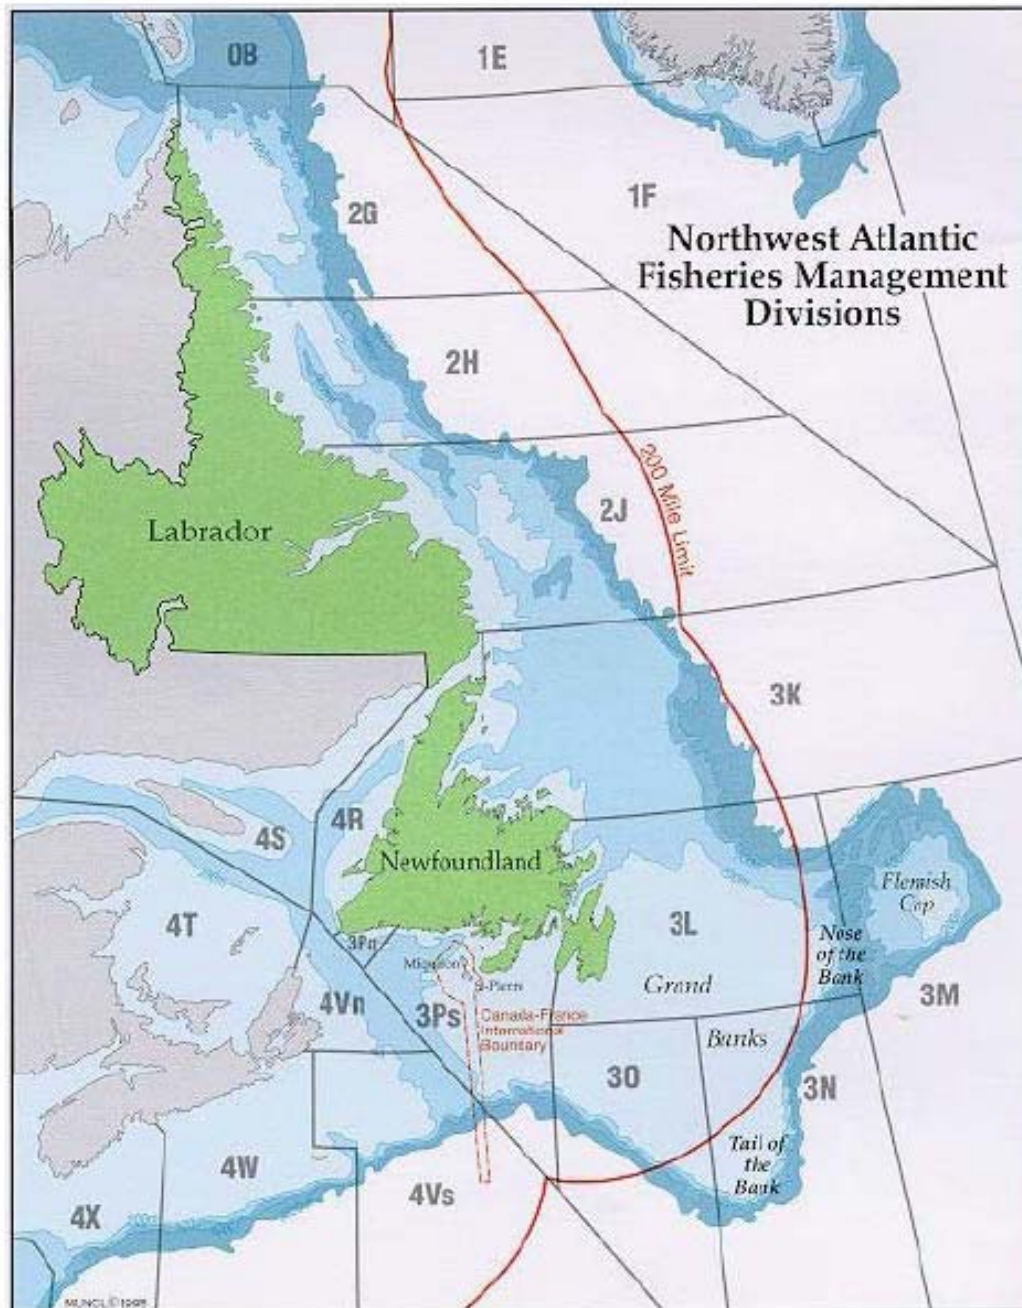 0B
1E
2G
1F
Northwest Atlantic
Fisheries Management
Divisions
2H
200 Mile Limit
2J
Labrador
3K
4R
4S
Newfoundland
Flemish
Cap
4T
3L
3Pn
Nose
of the
Bank
Miquelon
St-Pierre
Grand
3M
4Vn
3Ps
Canada-France
International
Boundary
Banks
3O
3N
Tail of
the
Bank
4W
4Vs
4X
MUNCL©1998